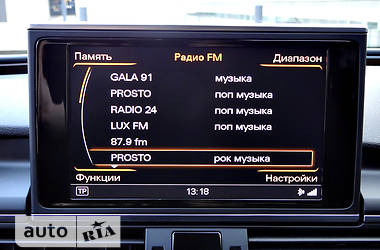 Память Радио FM Диапазон
GALA 91 музыка
PROSTO поп музыка
RADIO 24 поп музыка
LUX FM поп музыка
87.9 fm
PROSTO рок музыка
Функции Настройки
TP 13:18
auto RIA